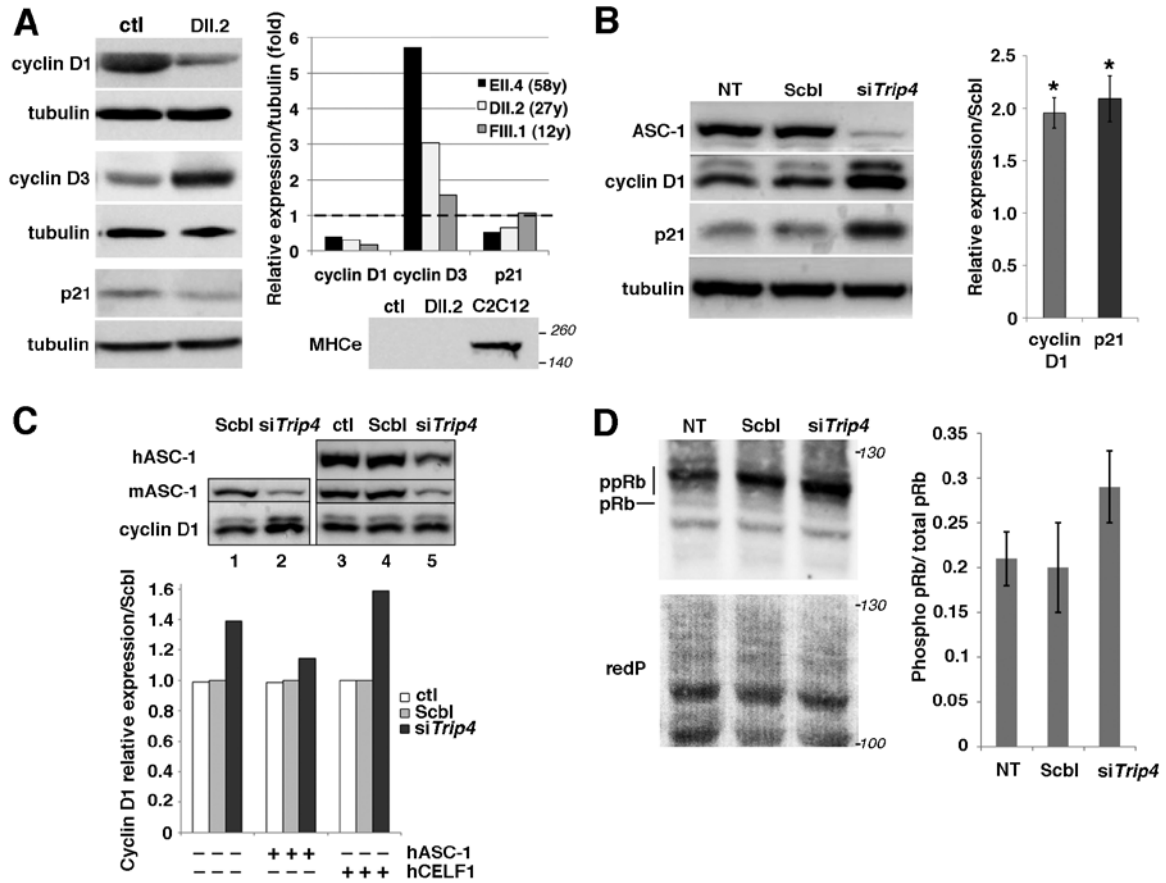 A
ctl DII.2
cyclin D1
tubulin
cyclin D3
tubulin
p21
tubulin
Relative expression/tubulin (fold)
6
5
4
3
2
1
0
EII.4 (58y)
DII.2 (27y)
FIII.1 (12y)
cyclin D1 cyclin D3 p21
ctl DII.2 C2C12
MHCe
- 260
- 140
B
NT Scbl siTrip4
ASC-1
cyclin D1
p21
tubulin
Relative expression/Scbl
2.5
2.0
1.5
1.0
2.5
0
* *
cyclin D1 p21
C
Scbl siTrip4 ctl Scbl siTrip4
hASC-1
mASC-1
cyclin D1
1 2 3 4 5
Cyclin D1 relative expression/Scbl
1.6
1.4
1.2
1.0
0.8
0.6
0.4
0.2
0
ctl
Scbl
siTrip4
– – – + + + – – – hASC-1
– – – – – – + + + hCELF1
D
NT Scbl siTrip4
ppRb
pRb
-130
redP
-130
-100
Phospho pRb/ total pRb
0.35
0.3
0.25
0.2
0.15
0.1
0.05
0
NT Scbl siTrip4